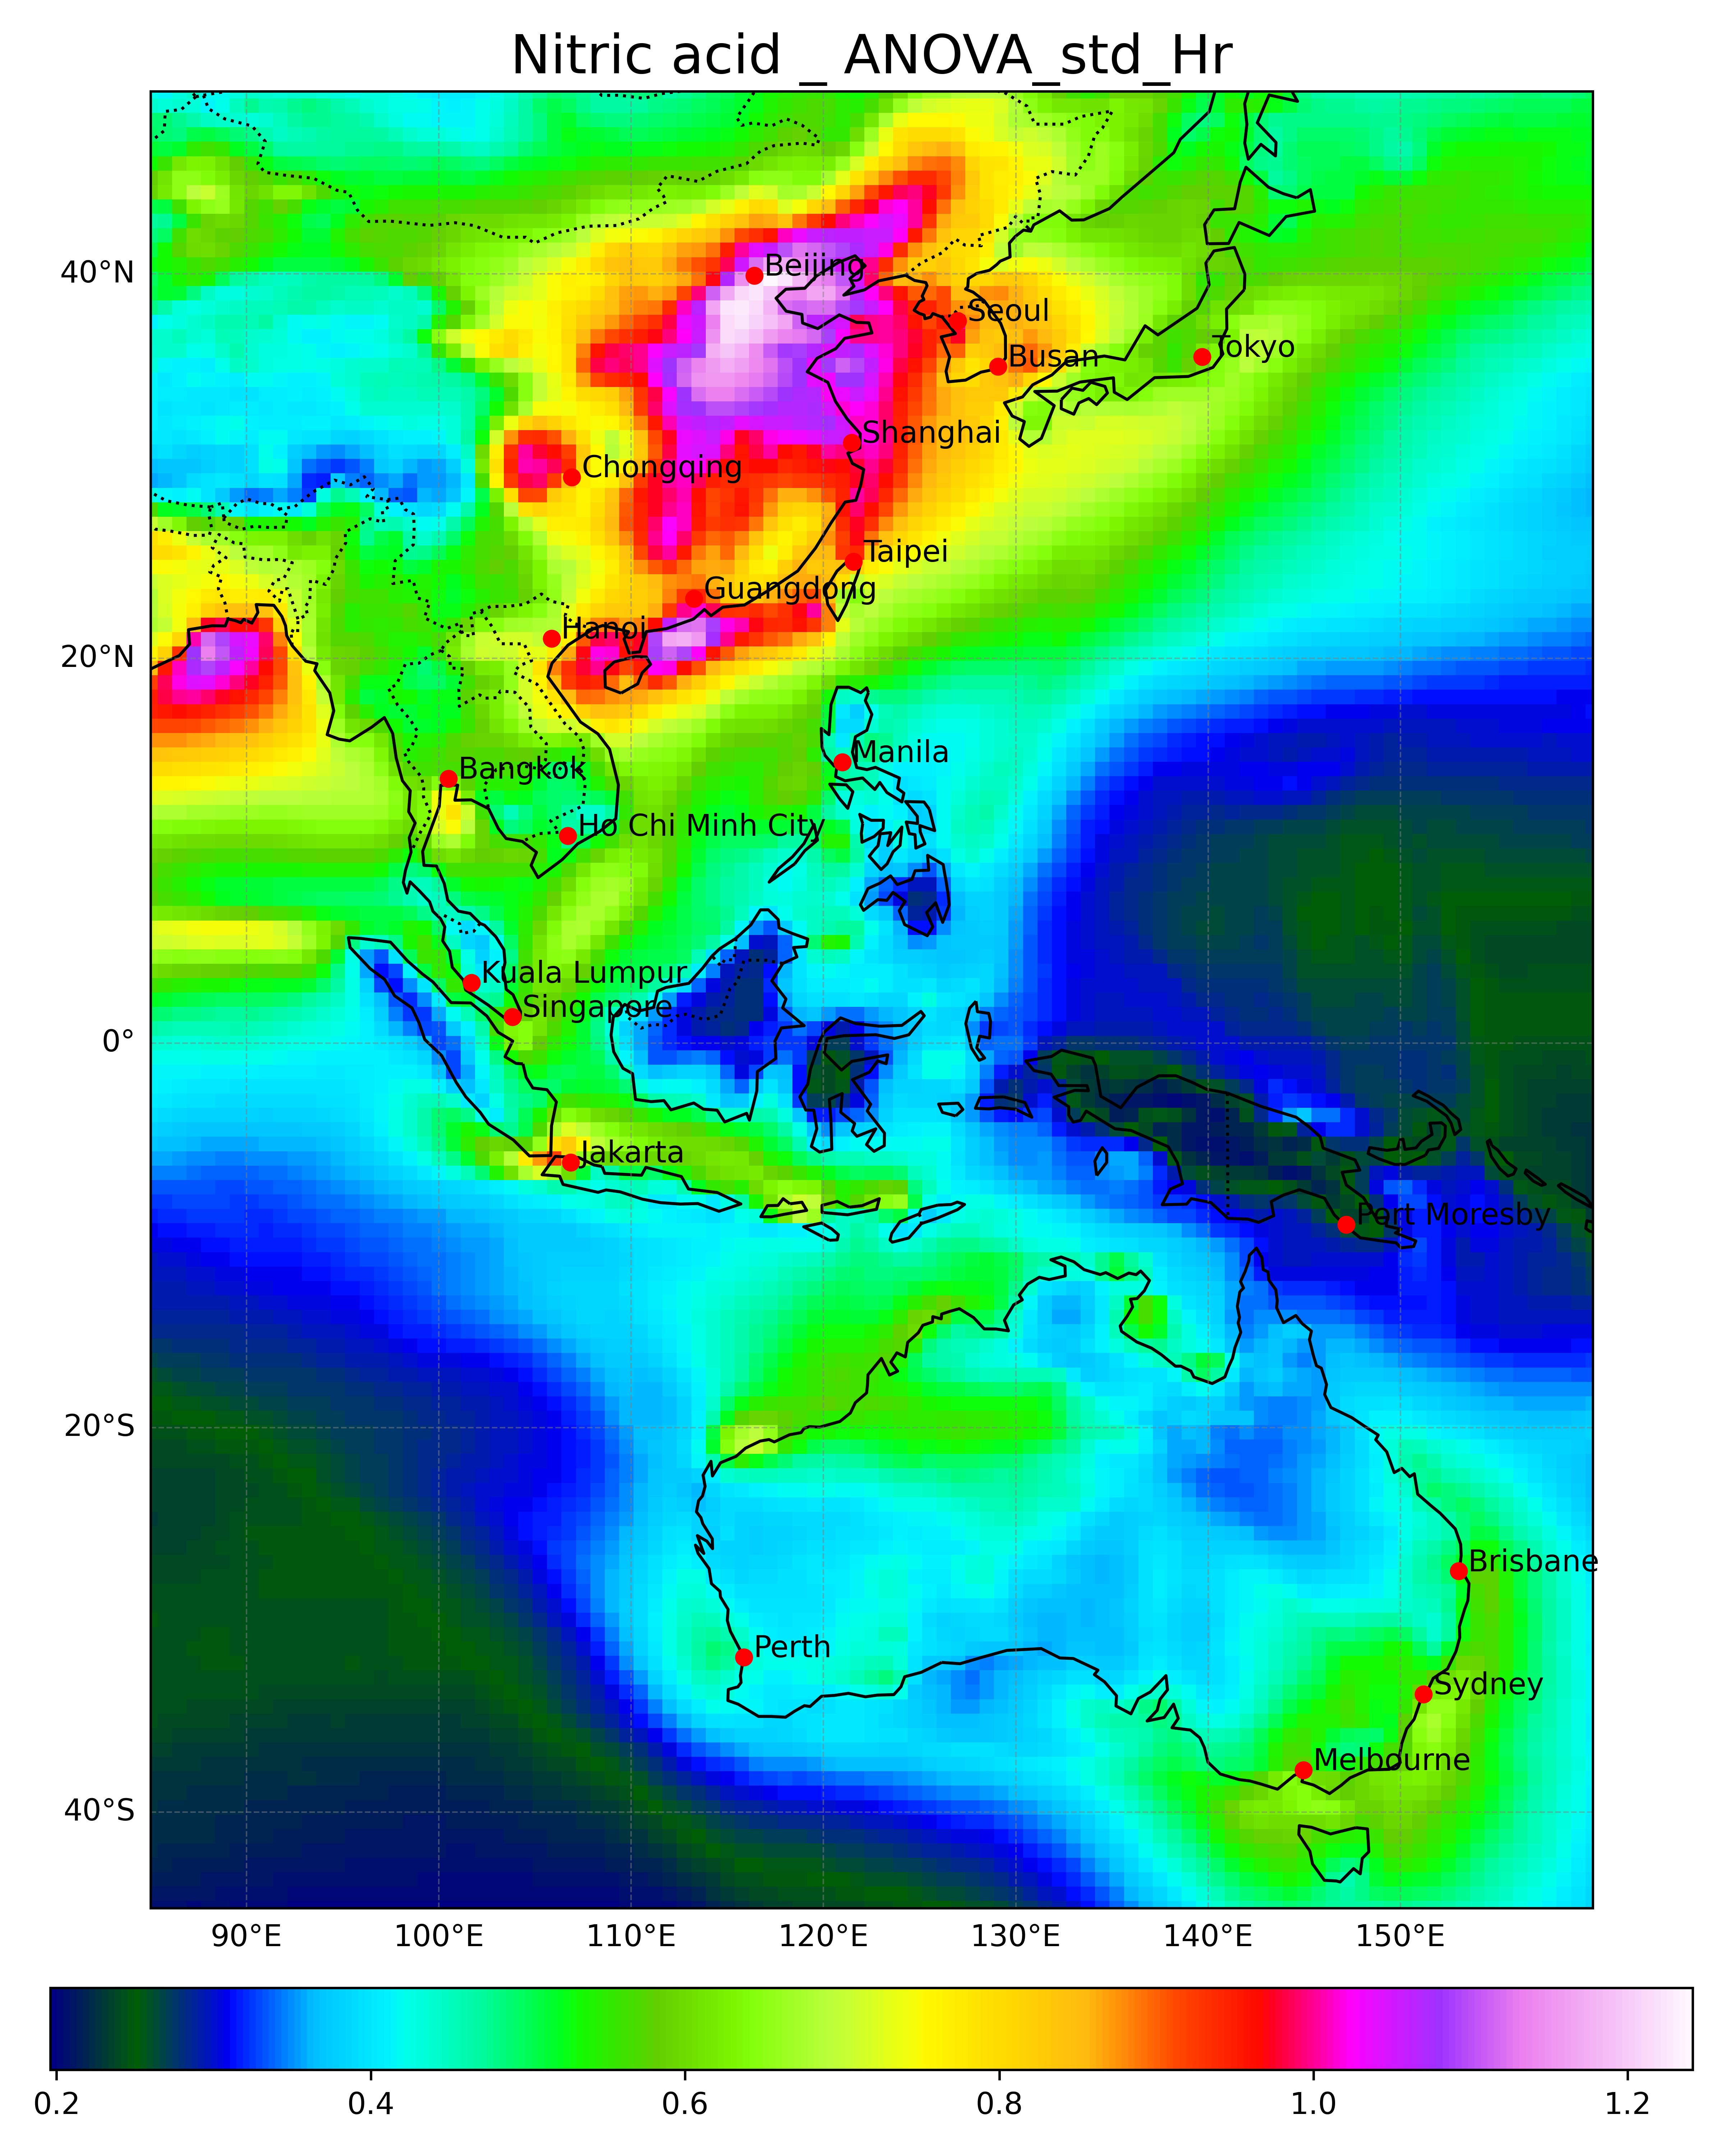 Nitric acid _ ANOVA_std_Hr
40°N
Beijing
Seoul
Tokyo
Busan
Shanghai
Chongqing
Taipei
Guangdong
Hanoi
20°N
Manila
Bangkok
Ho Chi Minh City
Kuala Lumpur
Singapore
0°
Jakarta
Port Moresby
20°S
Brisbane
Perth
Sydney
Melbourne
40°S
90°E 100°E 110°E 120°E 130°E 140°E 150°E
0.2 0.4 0.6 0.8 1.0 1.2